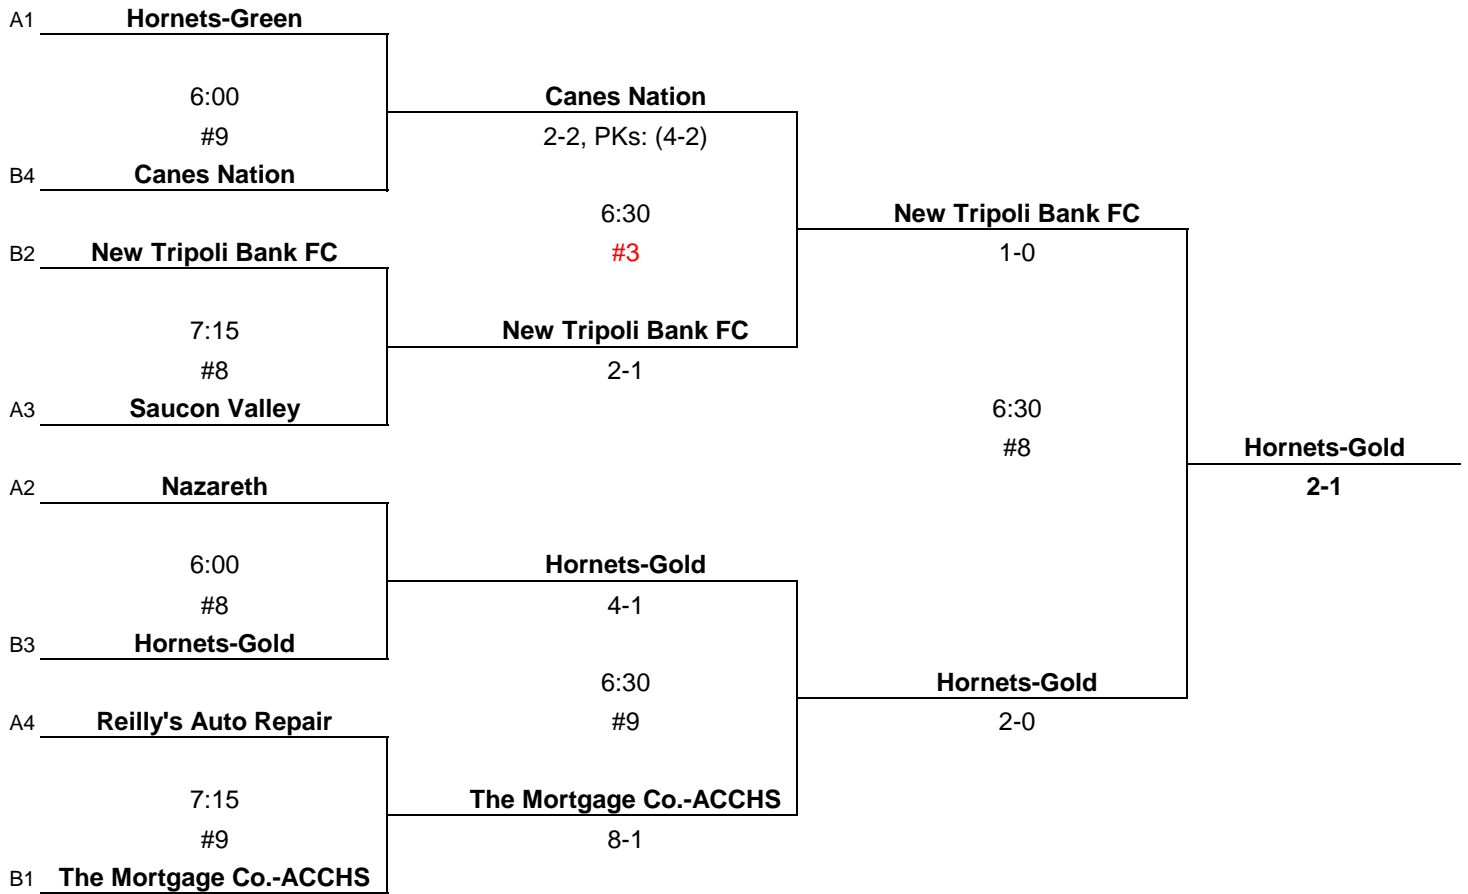 A1 Hornets-Green
6:00 Canes Nation
#9 2-2, PKs: (4-2)
B4 Canes Nation
6:30 New Tripoli Bank FC
B2 New Tripoli Bank FC #3 1-0
7:15 New Tripoli Bank FC
#8 2-1
A3 Saucon Valley 6:30
#8 Hornets-Gold
A2 Nazareth 2-1
6:00 Hornets-Gold
#8 4-1
B3 Hornets-Gold
6:30 Hornets-Gold
A4 Reilly's Auto Repair #9 2-0
7:15 The Mortgage Co.-ACCHS
#9 8-1
B1 The Mortgage Co.-ACCHS